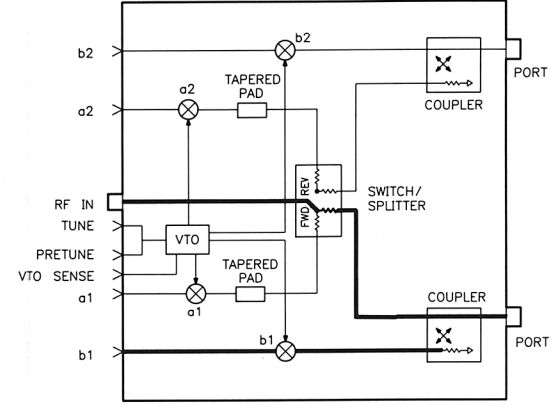 b2
b2
PORT
COUPLER
TAPERED
PAD
a2
a2
REV
SWITCH/
SPLITTER
FWD
RF IN
TUNE
VTO
PRETUNE
VTO SENSE
TAPERED
PAD
a1
a1
COUPLER
PORT
b1
b1